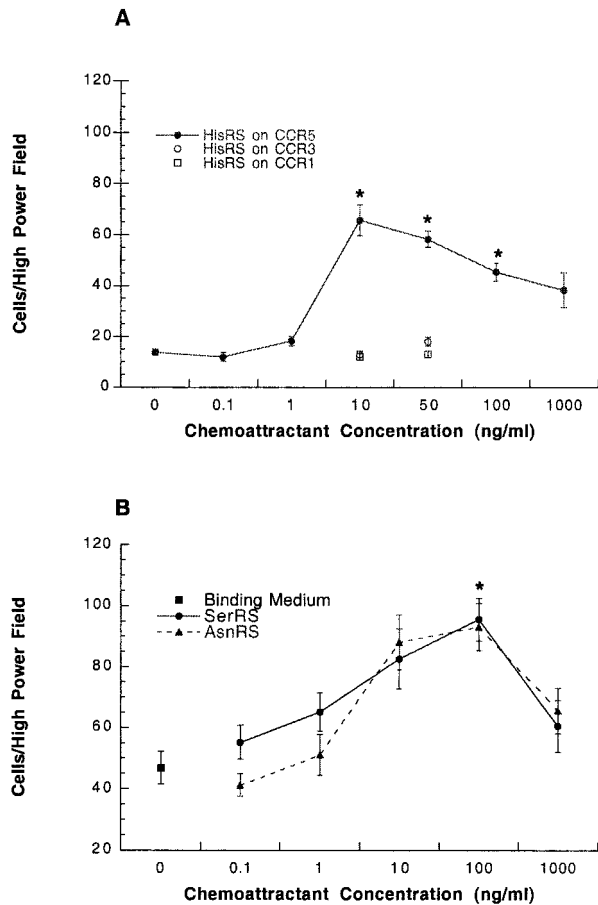 A
120
100
80
60
40
20
0
Cells/High Power Field
HisRS on CCR5
HisRS on CCR3
HisRS on CCR1
*
*
*
0 0.1 1 10 50 100 1000
Chemoattractant Concentration (ng/ml)
B
120
100
80
60
40
20
Cells/High Power Field
Binding Medium
SerRS
AsnRS
*
0 0.1 1 10 100 1000
Chemoattractant Concentration (ng/ml)